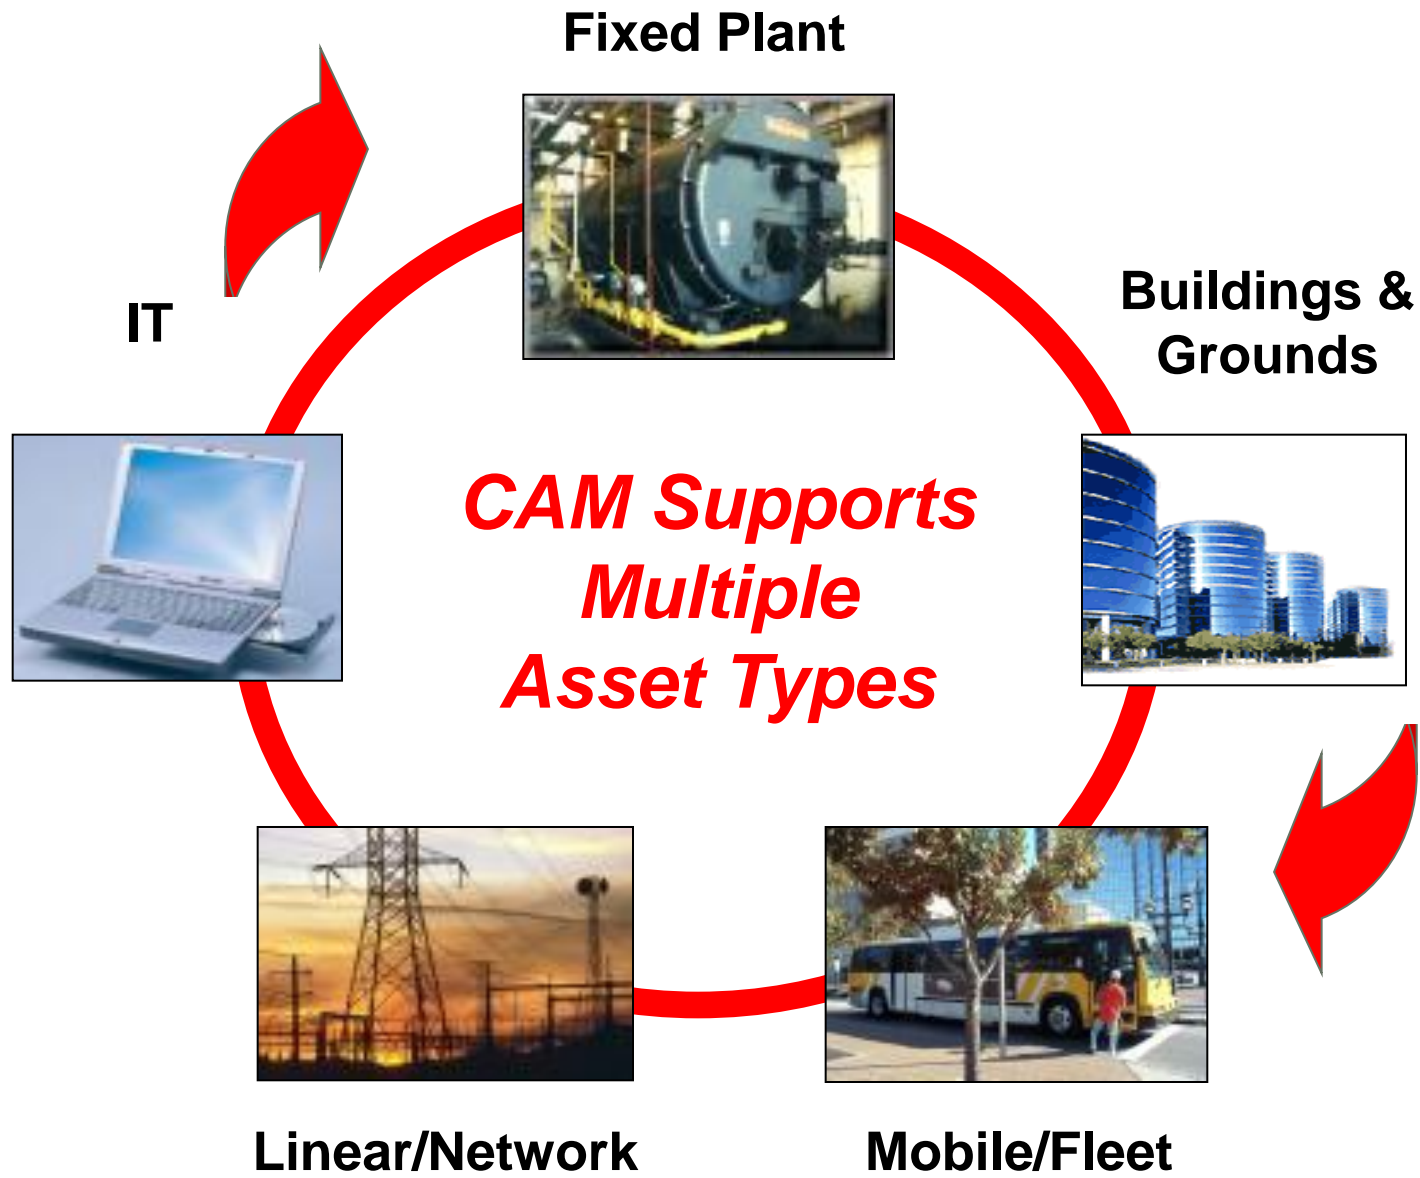 Fixed Plant
Buildings &
Grounds
IT
CAM Supports
Multiple
Asset Types
Linear/Network
Mobile/Fleet